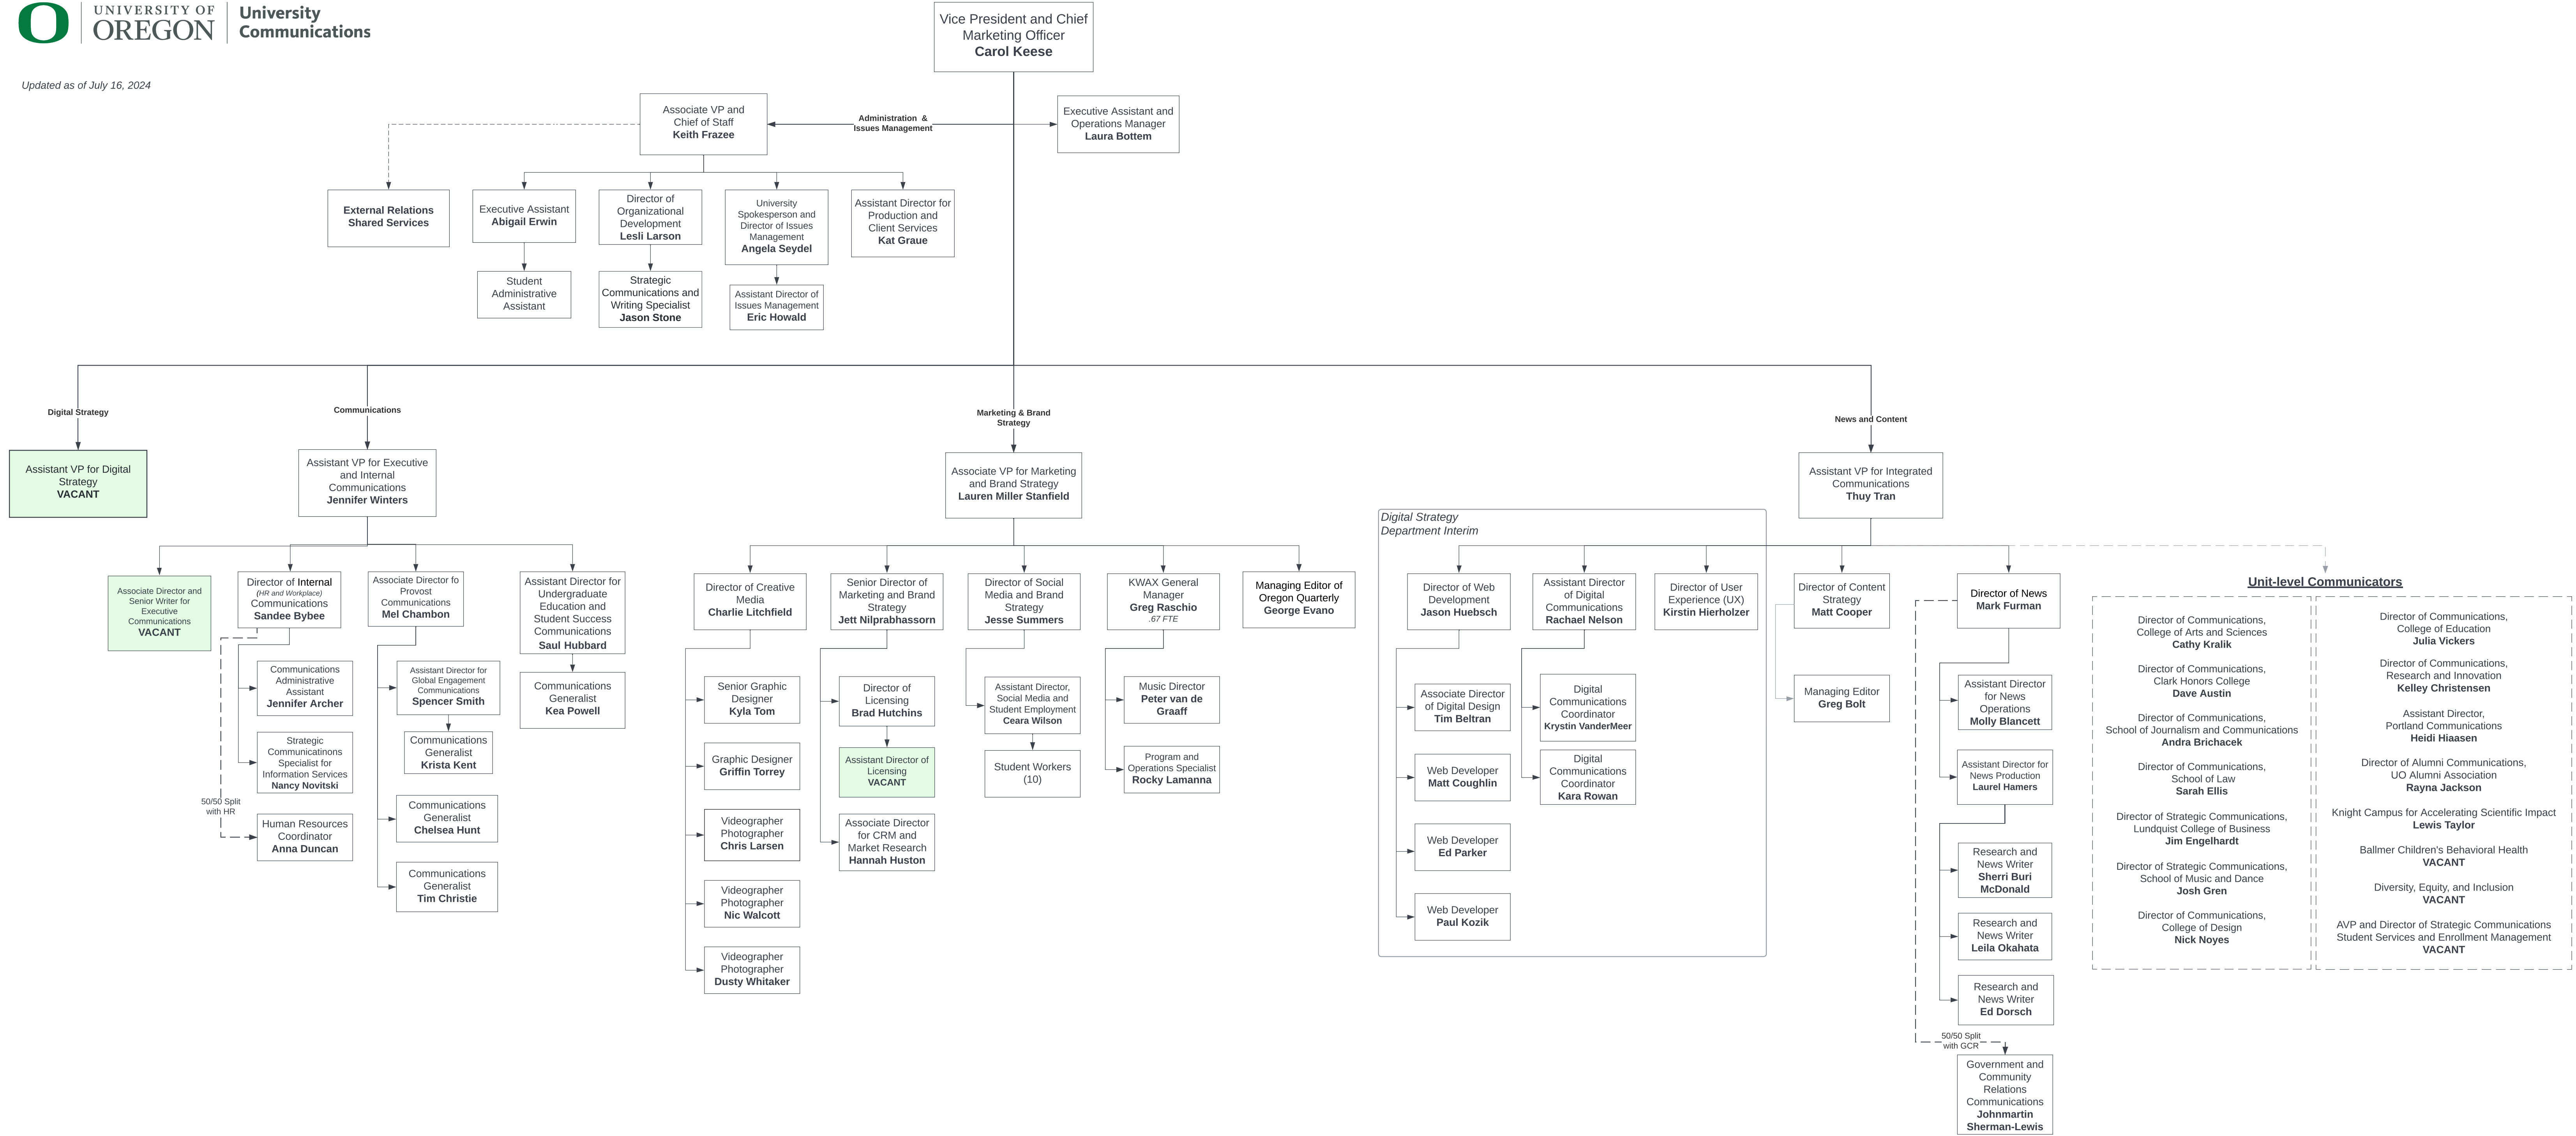 UNIVERSITY OF
OREGON
University
Communications
Updated as of July 16, 2024
Vice President and Chief
Marketing Officer
Carol Keese
Associate VP and
Chief of Staff
Keith Frazee
Administration &
Issues Management
Executive Assistant and
Operations Manager
Laura Bottem
External Relations
Shared Services
Executive Assistant
Abigail Erwin
Director of
Organizational
Development
Lesli Larson
University
Spokesperson and
Director of Issues
Management
Angela Seydel
Assistant Director for
Production and
Client Services
Kat Graue
Student
Administrative
Assistant
Strategic
Communications and
Writing Specialist
Jason Stone
Assistant Director of
Issues Management
Eric Howald
Digital Strategy
Communications
Marketing & Brand
Strategy
News and Content
Assistant VP for Digital
Strategy
VACANT
Assistant VP for Executive
and Internal
Communications
Jennifer Winters
Associate VP for Marketing
and Brand Strategy
Lauren Miller Stanfield
Assistant VP for Integrated
Communications
Thuy Tran
Associate Director and
Senior Writer for
Executive
Communications
VACANT
Director of Internal
(HR and Workplace)
Communications
Sandee Bybee
Associate Director fo
Provost
Communications
Mel Chambon
Assistant Director for
Undergraduate
Education and
Student Success
Communications
Saul Hubbard
Communications
Administrative
Assistant
Jennifer Archer
Strategic
Communicatinons
Specialist for
Information Services
Nancy Novitski
50/50 Split
with HR
Human Resources
Coordinator
Anna Duncan
Assistant Director for
Global Engagement
Communications
Spencer Smith
Communications
Generalist
Krista Kent
Communications
Generalist
Chelsea Hunt
Communications
Generalist
Tim Christie
Communications
Generalist
Kea Powell
Director of Creative
Media
Charlie Litchfield
Senior Director of
Marketing and Brand
Strategy
Jett Nilprabhassorn
Director of Social
Media and Brand
Strategy
Jesse Summers
KWAX General
Manager
Greg Raschio
.67 FTE
Managing Editor of
Oregon Quarterly
George Evano
Senior Graphic
Designer
Kyla Tom
Graphic Designer
Griffin Torrey
Videographer
Photographer
Chris Larsen
Videographer
Photographer
Nic Walcott
Videographer
Photographer
Dusty Whitaker
Director of
Licensing
Brad Hutchins
Assistant Director of
Licensing
VACANT
Associate Director
for CRM and
Market Research
Hannah Huston
Assistant Director,
Social Media and
Student Employment
Ceara Wilson
Student Workers
(10)
Music Director
Peter van de
Graaff
Program and
Operations Specialist
Rocky Lamanna
Digital Strategy
Department Interim
Director of Web
Development
Jason Huebsch
Assistant Director
of Digital
Communications
Rachael Nelson
Director of User
Experience (UX)
Kirstin Hierholzer
Associate Director
of Digital Design
Tim Beltran
Web Developer
Matt Coughlin
Web Developer
Ed Parker
Web Developer
Paul Kozik
Digital
Communications
Coordinator
Krystin VanderMeer
Digital
Communications
Coordinator
Kara Rowan
Director of Content
Strategy
Matt Cooper
Managing Editor
Greg Bolt
Director of News
Mark Furman
Assistant Director
for News
Operations
Molly Blancett
Assistant Director for
News Production
Laurel Hamers
Research and
News Writer
Sherri Buri
McDonald
Research and
News Writer
Leila Okahata
Research and
News Writer
Ed Dorsch
50/50 Split
with GCR
Government and
Community
Relations
Communications
Johnmartin
Sherman-Lewis
Unit-level Communicators
Director of Communications,
College of Arts and Sciences
Cathy Kralik
Director of Communications,
Clark Honors College
Dave Austin
Director of Communications,
School of Journalism and Communications
Andra Brichacek
Director of Communications,
School of Law
Sarah Ellis
Director of Strategic Communications,
Lundquist College of Business
Jim Engelhardt
Director of Strategic Communications,
School of Music and Dance
Josh Gren
Director of Communications,
College of Design
Nick Noyes
Director of Communications,
College of Education
Julia Vickers
Director of Communications,
Research and Innovation
Kelley Christensen
Assistant Director,
Portland Communications
Heidi Hiaasen
Director of Alumni Communications,
UO Alumni Association
Rayna Jackson
Knight Campus for Accelerating Scientific Impact
Lewis Taylor
Ballmer Children's Behavioral Health
VACANT
Diversity, Equity, and Inclusion
VACANT
AVP and Director of Strategic Communications
Student Services and Enrollment Management
VACANT